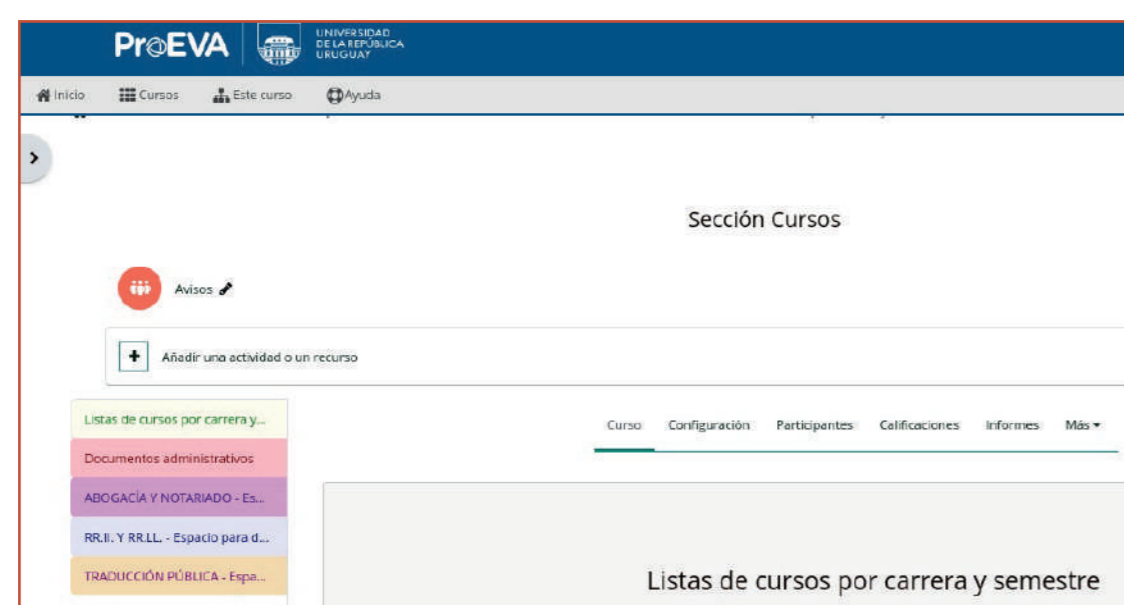 ProEVA
UNIVERSIDAD
DE LA REPÚBLICA
URUGUAY
Inicio Cursos Este curso Ayuda
Sección Cursos
Avisos
Añadir una actividad o un recurso
Listas de cursos por carrera y...
Documentos administrativos
ABOGACÍA Y NOTARIADO - Es...
RR.II. Y RR.LL. - Espacio para d...
TRADUCCIÓN PÚBLICA - Espa...
Curso Configuración Participantes Calificaciones Informes Más
Listas de cursos por carrera y semestre